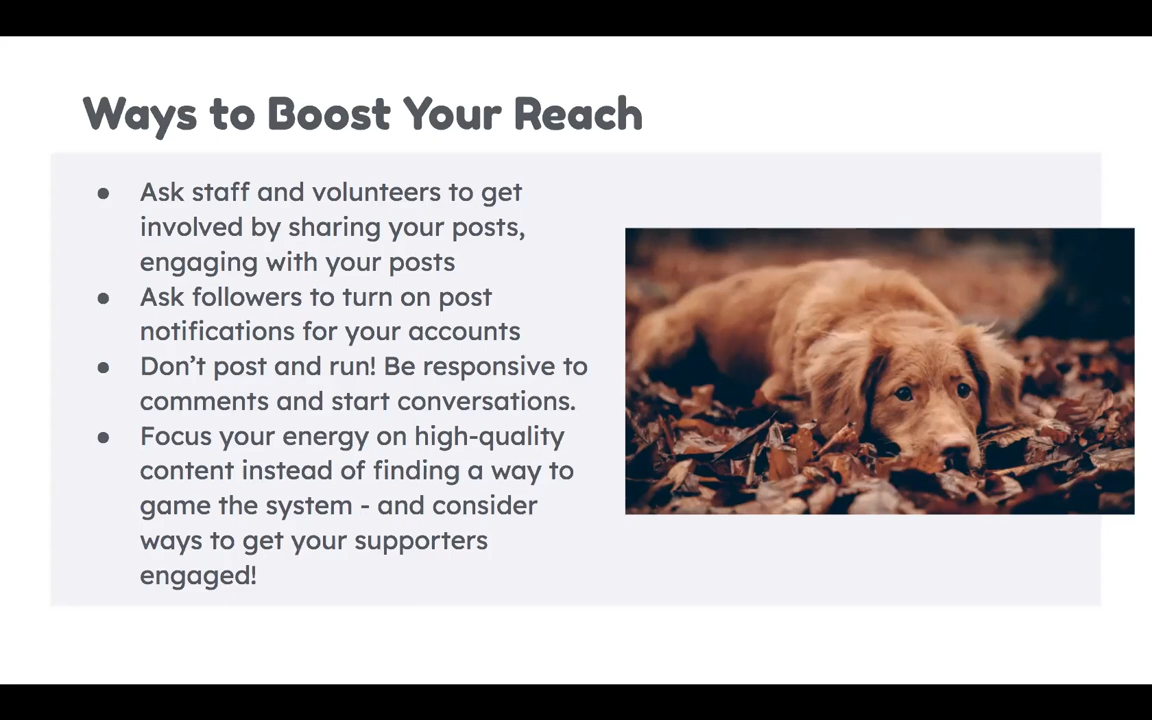 Ways to Boost Your Reach
● Ask staff and volunteers to get
involved by sharing your posts,
engaging with your posts
● Ask followers to turn on post
notifications for your accounts
● Don’t post and run! Be responsive to
comments and start conversations.
● Focus your energy on high-quality
content instead of finding a way to
game the system - and consider
ways to get your supporters
engaged!